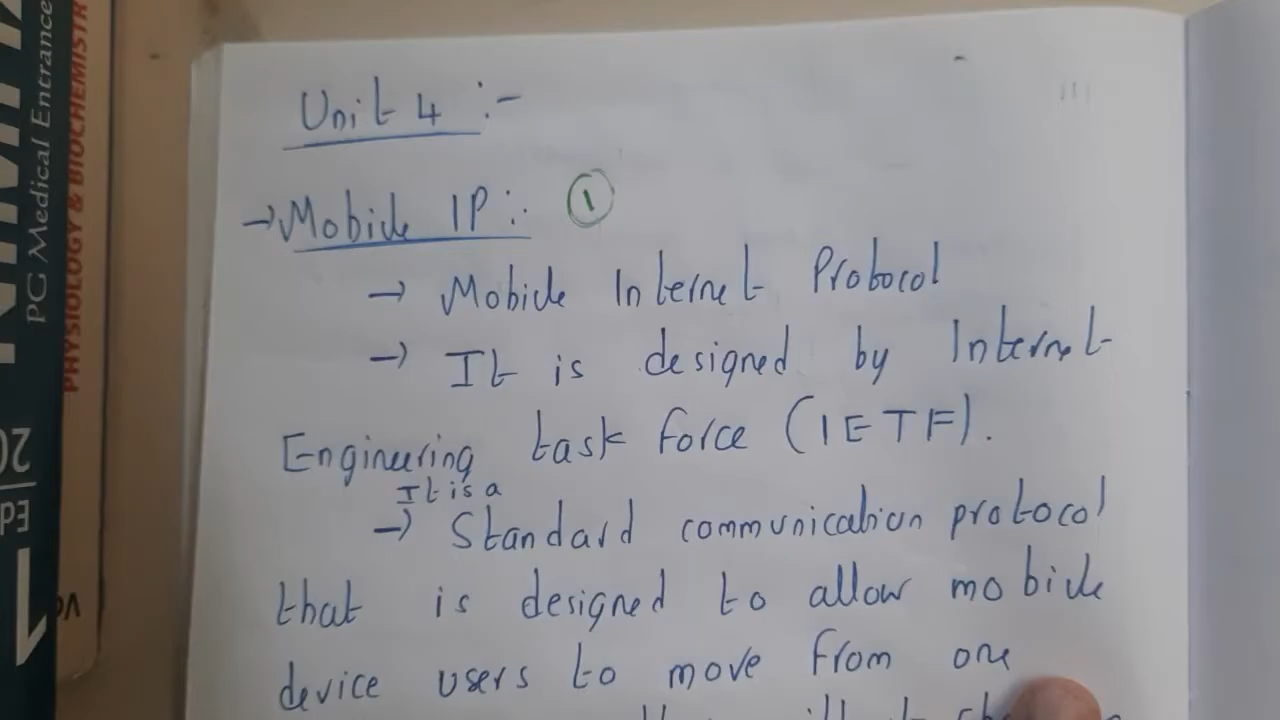 Unit 4 :-
→ Mobile IP :. ①
→ Mobile Internet Protocol
→ It is designed by Internet
Engineering task force (IETF).
It is a
→ Standard communication protocol
that is designed to allow mobile
device users to move from one
PG Medical Entrance
PHYSIOLOGY & BIOCHEMISTRY